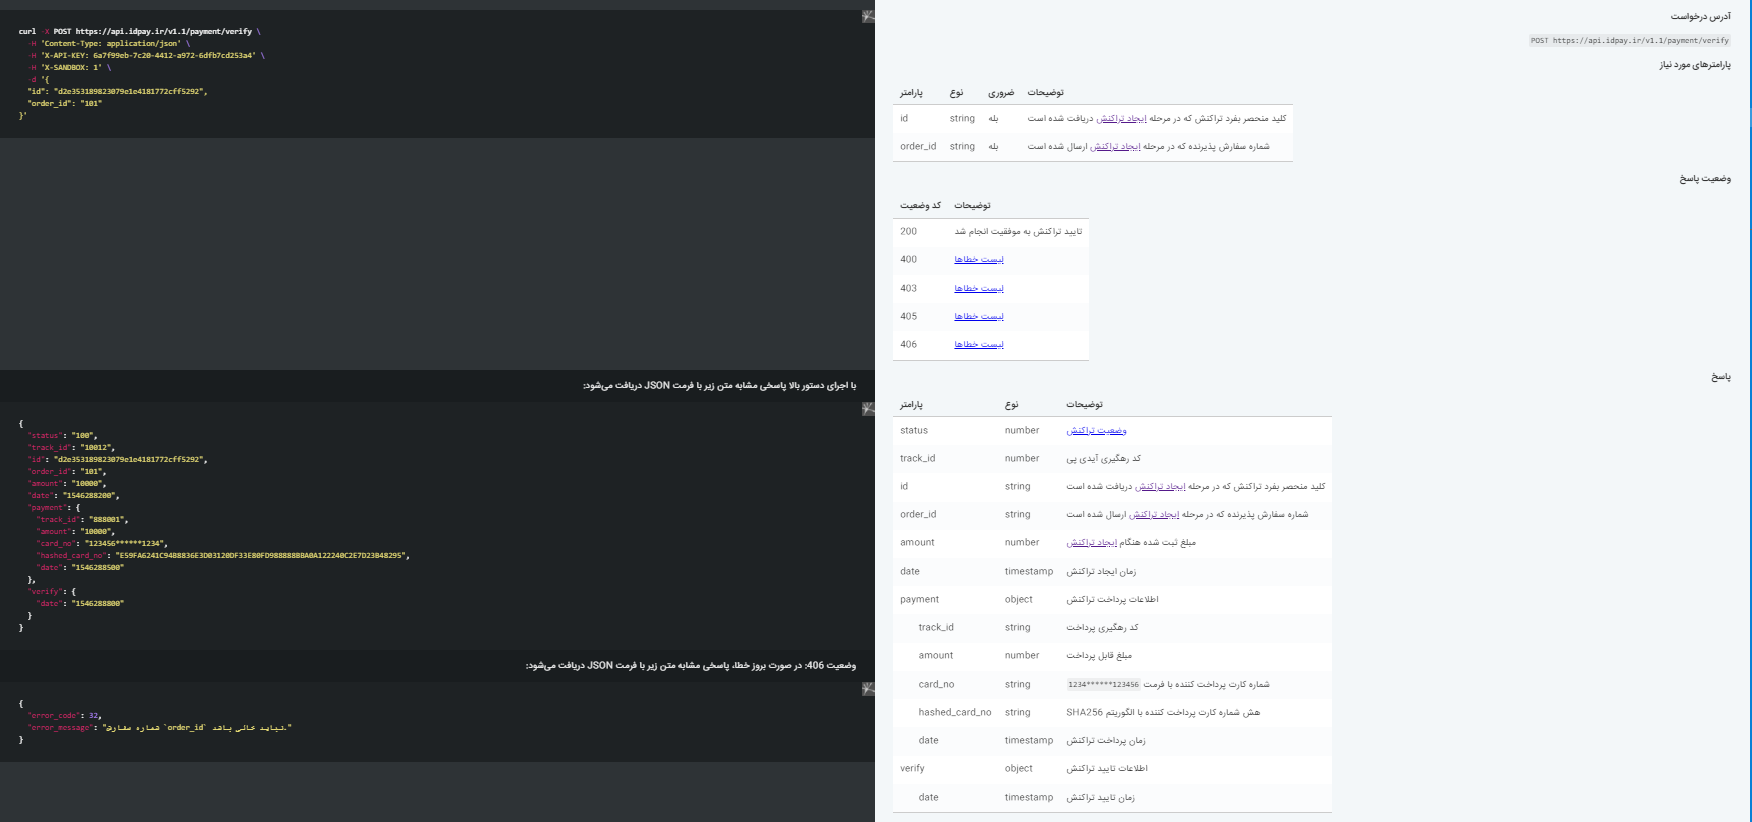 آدرس درخواست
POST https://api.idpay.ir/v1.1/payment/verify
پارامترهای مورد نیاز
پارامتر نوع ضروری توضیحات
id string بله کلید منحصر بفرد تراکنش که در مرحله ایجاد تراکنش دریافت شده است
order_id string بله شماره سفارش پذیرنده که در مرحله ایجاد تراکنش ارسال شده است
وضعیت پاسخ
کد وضعیت توضیحات
200 تایید تراکنش به موفقیت انجام شد
400 لیست خطاها
403 لیست خطاها
405 لیست خطاها
406 لیست خطاها
پاسخ
پارامتر نوع توضیحات
status number وضعیت تراکنش
track_id number کد رهگیری آیدی پی
id string کلید منحصر بفرد تراکنش که در مرحله ایجاد تراکنش دریافت شده است
order_id string شماره سفارش پذیرنده که در مرحله ایجاد تراکنش ارسال شده است
amount number مبلغ ثبت شده هنگام ایجاد تراکنش
date timestamp زمان ایجاد تراکنش
payment object اطلاعات پرداخت تراکنش
track_id string کد رهگیری پرداخت
amount number مبلغ قابل پرداخت
card_no string شماره کارت پرداخت کننده با فرمت 1234******123456
hashed_card_no string هش شماره کارت پرداخت کننده با الگوریتم SHA256
date timestamp زمان پرداخت تراکنش
verify object اطلاعات تایید تراکنش
date timestamp زمان تایید تراکنش
curl -X POST https://api.idpay.ir/v1.1/payment/verify \
-H 'Content-Type: application/json' \
-H 'X-API-KEY: 6a7f99eb-7c20-4412-a972-6dfb7cd253a4' \
-H 'X-SANDBOX: 1' \
-d '{
"id": "d2e353189823079e1e4181772cff5292",
"order_id": "101"
}'
با اجرای دستور بالا پاسخی مشابه متن زیر با فرمت JSON دریافت می‌شود:
{
"status": "100",
"track_id": "10012",
"id": "d2e353189823079e1e4181772cff5292",
"order_id": "101",
"amount": "10000",
"date": "1546288200",
"payment": {
"track_id": "888001",
"amount": "10000",
"card_no": "123456******1234",
"hashed_card_no": "E59FA6241C94B8836E3D03120DF33E80FD988888BBA0A122240C2E7D23B48295",
"date": "1546288500"
},
"verify": {
"date": "1546288800"
}
}
وضعیت 406: در صورت بروز خطا، پاسخی مشابه متن زیر با فرمت JSON دریافت می‌شود:
{
"error_code": 32,
"error_message": "شماره سفارش `order_id` نباید خالی باشد."
}